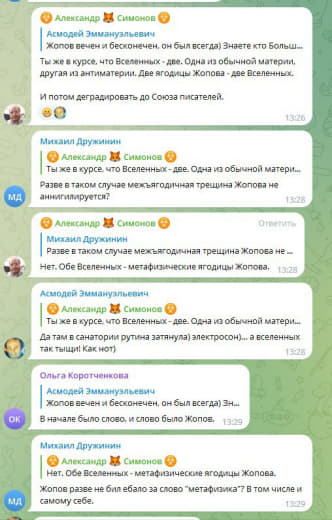 Александр 🦊 Симонов
Асмодей Эммануэльевич
Жопов вечен и бесконечен, он был всегда) Знаете кто Больш...
Ты же в курсе, что Вселенных - две. Одна из обычной материи,
другая из антиматерии. Две ягодицы Жопова - две Вселенных.
И потом деградировать до Союза писателей.
13:26
Михаил Дружинин
Александр 🦊 Симонов
Ты же в курсе, что Вселенных - две. Одна из обычной матери...
Разве в таком случае межъягодичная трещина Жопова не
аннигилируется?
13:28
МД
Александр 🦊 Симонов
Ответить
Михаил Дружинин
Разве в таком случае межъягодичная трещина Жопова не ...
Нет. Обе Вселенных - метафизические ягодицы Жопова.
13:28
Асмодей Эммануэльевич
Александр 🦊 Симонов
Ты же в курсе, что Вселенных - две. Одна из обычной матери...
Да там в санатории рутина затянула) электросон)... а вселенных
так тыщи! Как нот)
13:28
Ольга Коротченкова
Асмодей Эммануэльевич
Жопов вечен и бесконечен, он был всегда) Зн...
В начале было слово, и слово было Жопов.
13:29
ОК
Михаил Дружинин
Александр 🦊 Симонов
Нет. Обе Вселенных - метафизические ягодицы Жопова.
Жопов разве не бил ебало за слово "метафизика"? В том числе и
самому себе.
13:29
МД